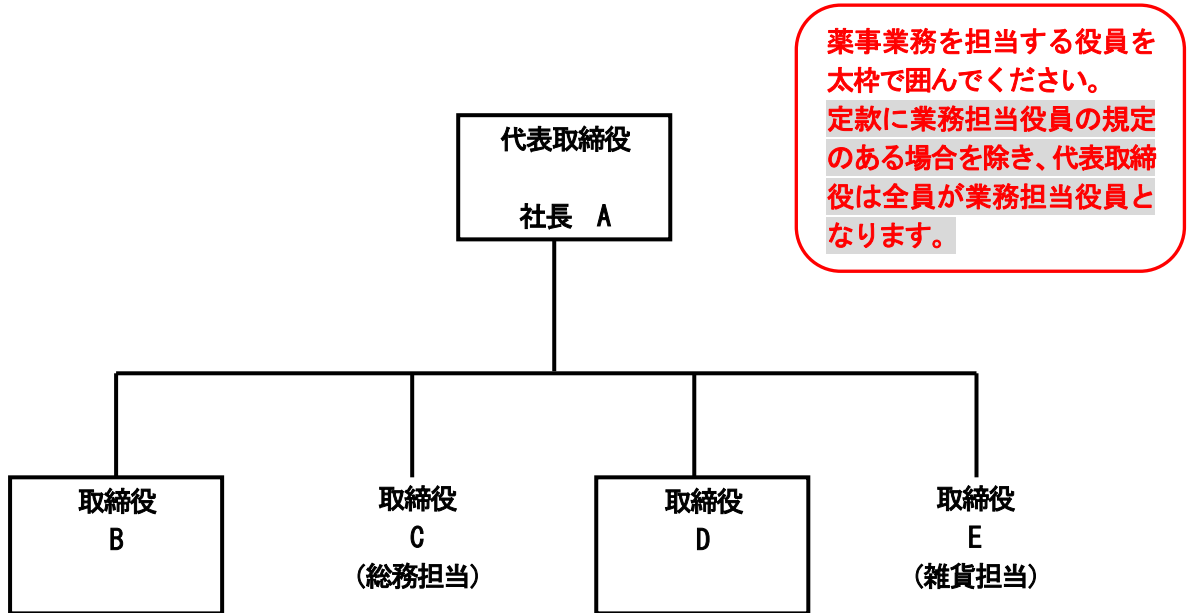 薬事業務を担当する役員を
太枠で囲んでください。
定款に業務担当役員の規定
のある場合を除き、代表取締
役は全員が業務担当役員と
なります。
代表取締役
社長　A
取締役
B
取締役
C
(総務担当)
取締役
D
取締役
E
(雑貨担当)